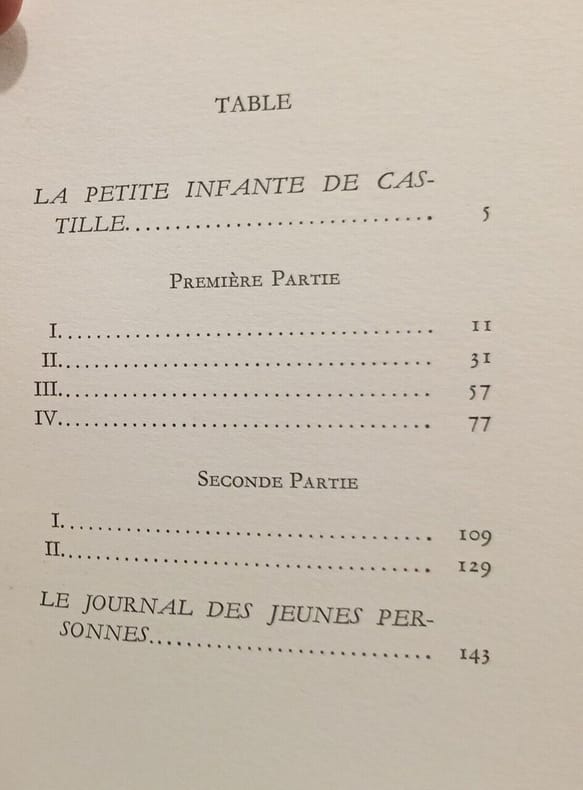 TABLE
LA PETITE INFANTE DE CAS-
TILLE.............................. 5
PREMIÈRE PARTIE
I.................................. 11
II................................. 31
III................................ 57
IV................................. 77
SECONDE PARTIE
I.................................. 109
II................................. 129
LE JOURNAL DES JEUNES PER-
SONNES............................ 143